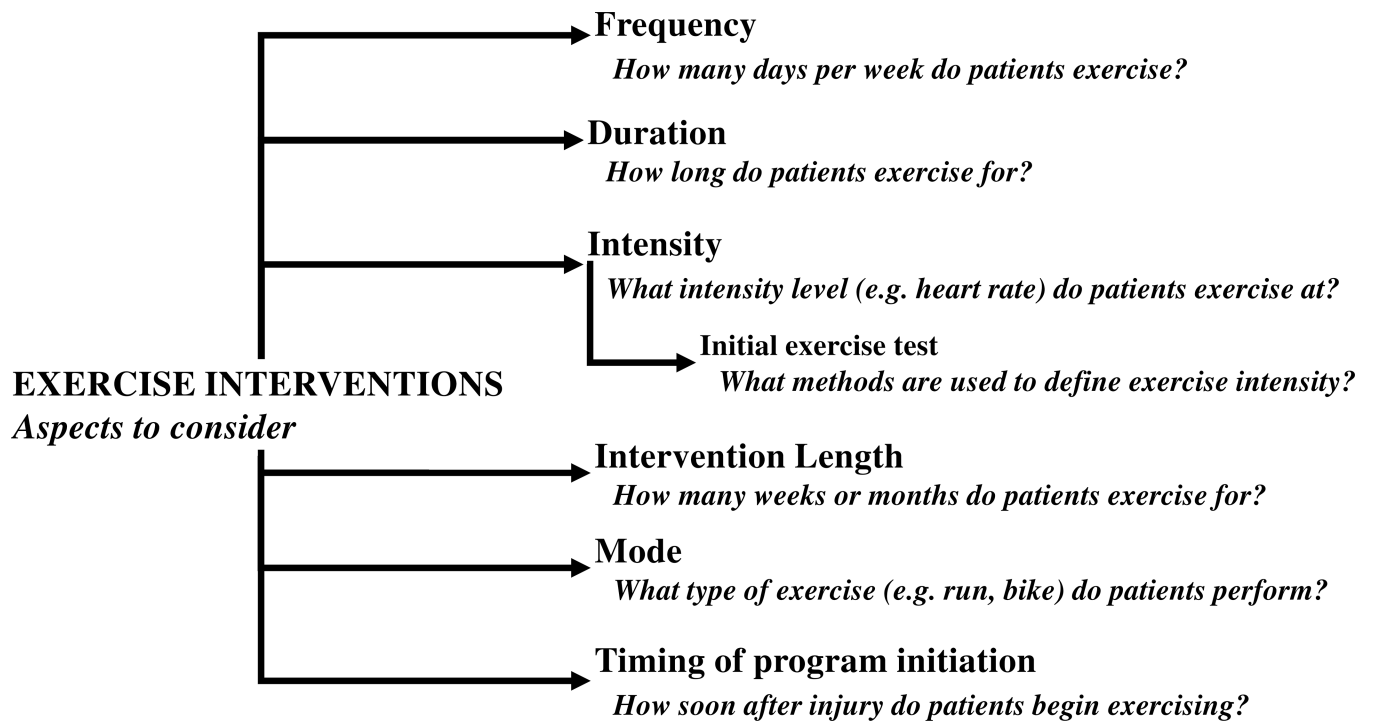 Frequency
How many days per week do patients exercise?
Duration
How long do patients exercise for?
Intensity
What intensity level (e.g. heart rate) do patients exercise at?
Initial exercise test
What methods are used to define exercise intensity?
EXERCISE INTERVENTIONS
Aspects to consider
Intervention Length
How many weeks or months do patients exercise for?
Mode
What type of exercise (e.g. run, bike) do patients perform?
Timing of program initiation
How soon after injury do patients begin exercising?